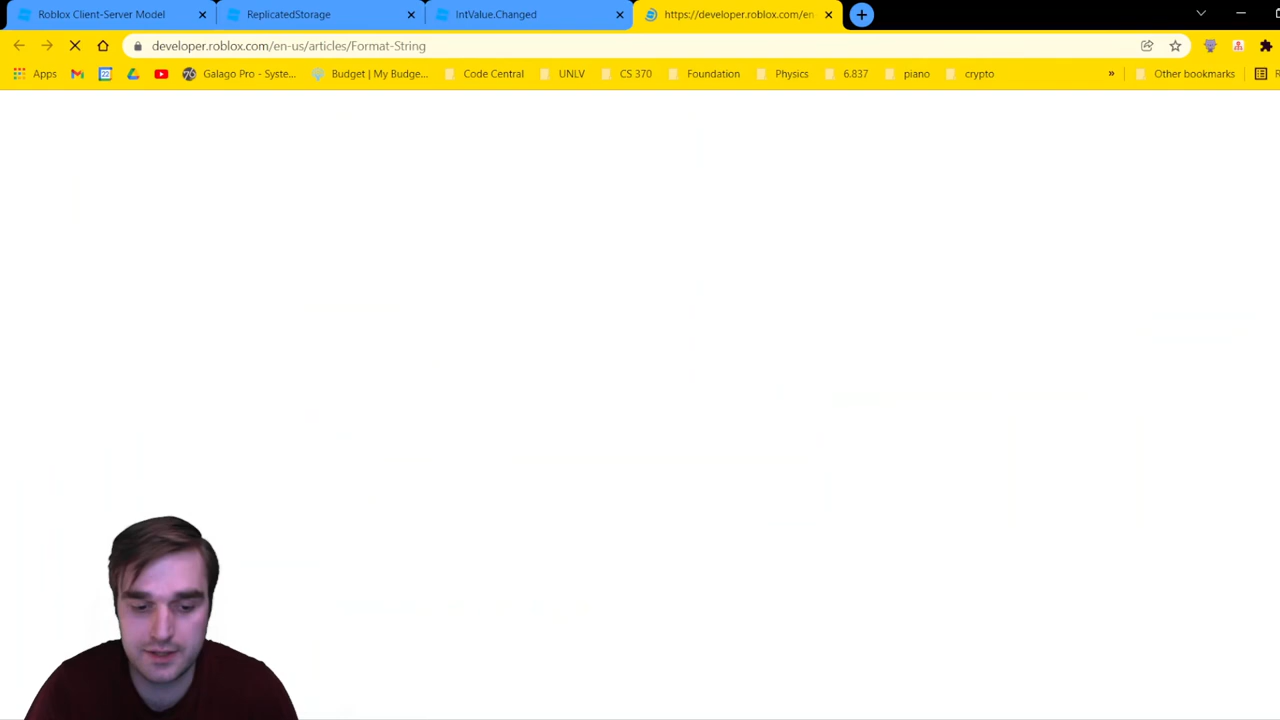 Roblox Client-Server Model
ReplicatedStorage
IntValue.Changed
https://developer.roblox.com/en
developer.roblox.com/en-us/articles/Format-String
Apps
22
Galago Pro - Syste...
Budget | My Budge...
Code Central
UNLV
CS 370
Foundation
Physics
6.837
piano
crypto
»
Other bookmarks
R